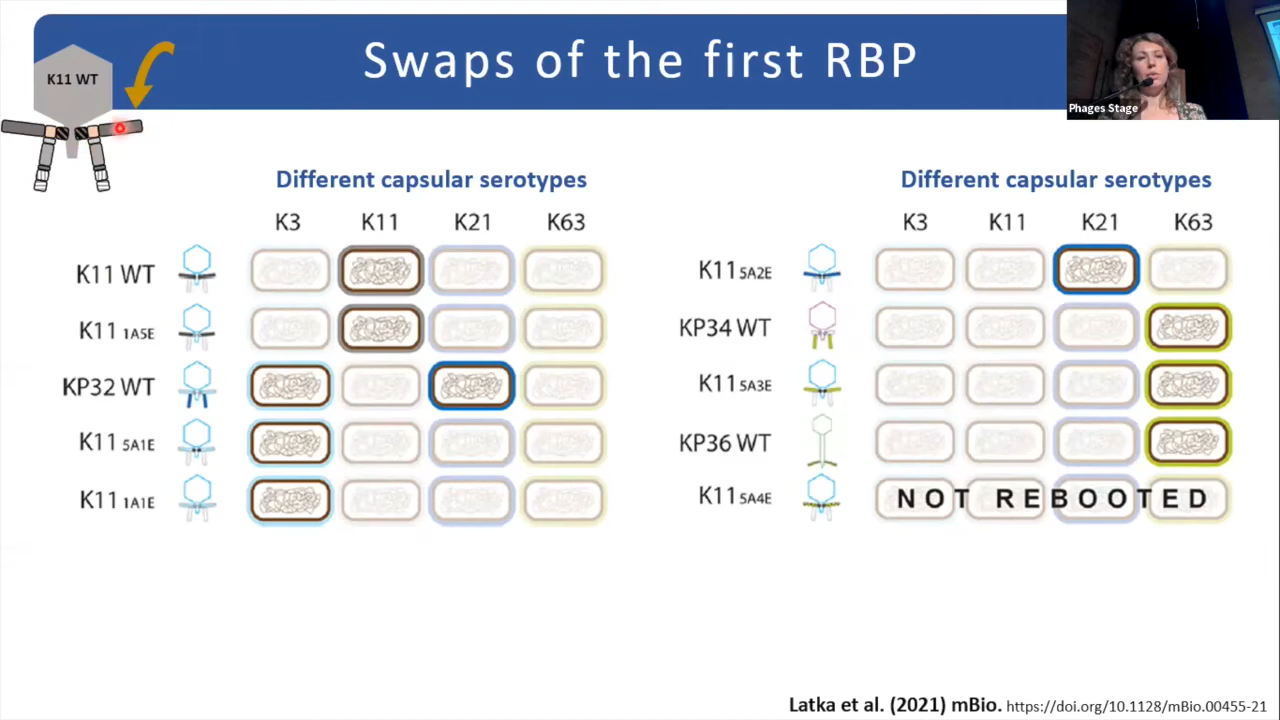 Swaps of the first RBP
K11 WT
Phages Stage
Different capsular serotypes
K3 K11 K21 K63
K11 WT
K11 1A5E
KP32 WT
K11 5A1E
K11 1A1E
Different capsular serotypes
K3 K11 K21 K63
K11 5A2E
KP34 WT
K11 5A3E
KP36 WT
K11 5A4E NOT REBOOTED
Latka et al. (2021) mBio. https://doi.org/10.1128/mBio.00455-21